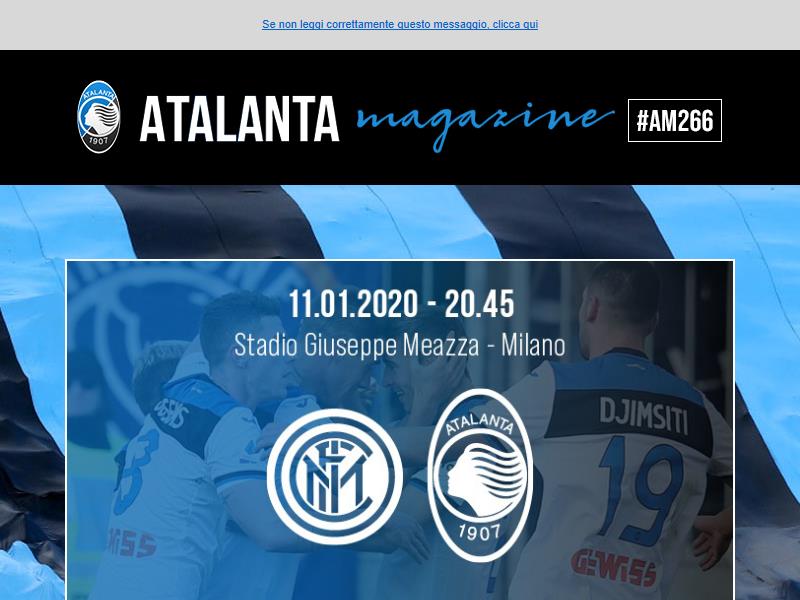 Se non leggi correttamente questo messaggio, clicca qui
ATALANTA
1907
ATALANTA magazine
#AM266
11.01.2020 - 20.45
Stadio Giuseppe Meazza - Milano
ATALANTA
1907
DJIMSITI
19
GEWISS